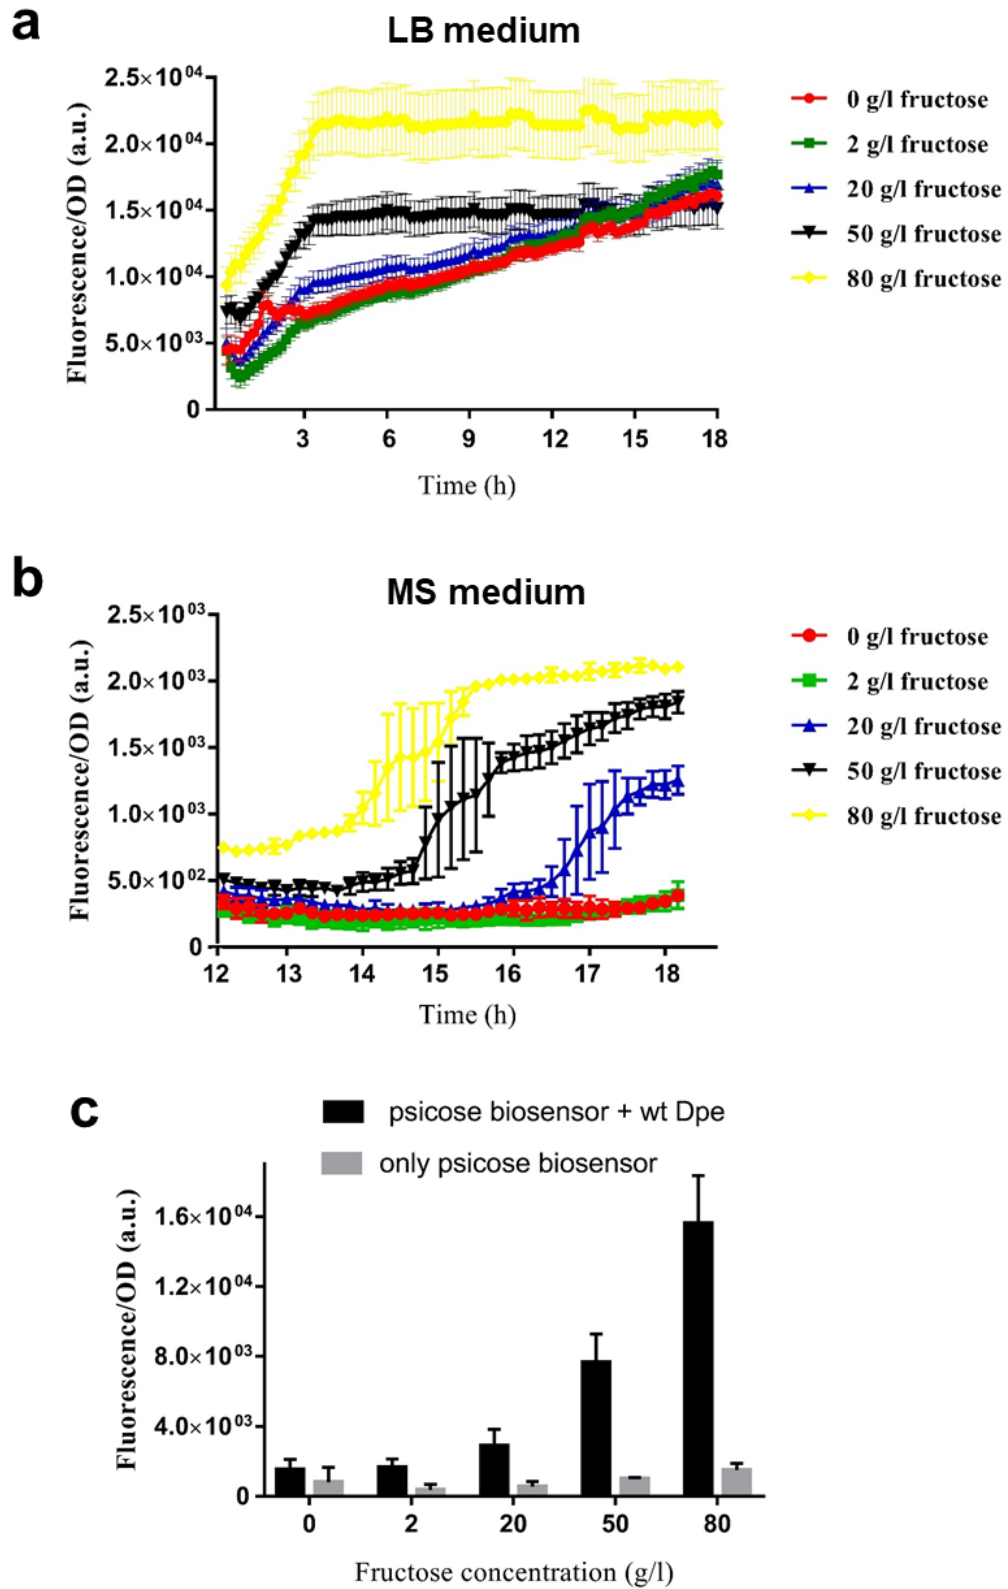 a
LB medium
Fluorescence/OD (a.u.)
2.5×10^04
2.0×10^04
1.5×10^04
1.0×10^04
5.0×10^03
0
3 6 9 12 15 18
Time (h)
0 g/l fructose
2 g/l fructose
20 g/l fructose
50 g/l fructose
80 g/l fructose
b
MS medium
Fluorescence/OD (a.u.)
2.5×10^03
2.0×10^03
1.5×10^03
1.0×10^03
5.0×10^02
0
12 13 14 15 16 17 18
Time (h)
0 g/l fructose
2 g/l fructose
20 g/l fructose
50 g/l fructose
80 g/l fructose
c
psicose biosensor + wt Dpe
only psicose biosensor
Fluorescence/OD (a.u.)
1.6×10^04
1.2×10^04
8.0×10^03
4.0×10^03
0
0 2 20 50 80
Fructose concentration (g/l)